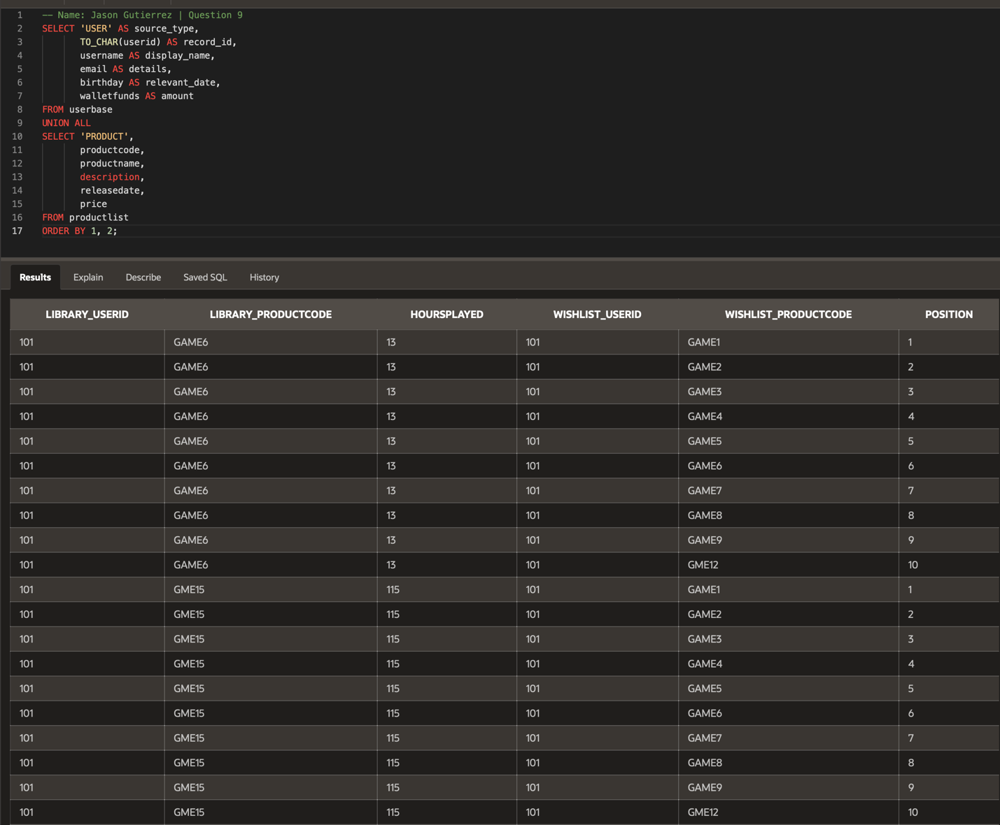 1 -- Name: Jason Gutierrez | Question 9
2 SELECT 'USER' AS source_type,
3 TO_CHAR(userid) AS record_id,
4 username AS display_name,
5 email AS details,
6 birthday AS relevant_date,
7 walletfunds AS amount
8 FROM userbase
9 UNION ALL
10 SELECT 'PRODUCT',
11 productcode,
12 productname,
13 description,
14 releasedate,
15 price
16 FROM productlist
17 ORDER BY 1, 2;
Results Explain Describe Saved SQL History
LIBRARY_USERID LIBRARY_PRODUCTCODE HOURSPLAYED WISHLIST_USERID WISHLIST_PRODUCTCODE POSITION
101 GAME6 13 101 GAME1 1
101 GAME6 13 101 GAME2 2
101 GAME6 13 101 GAME3 3
101 GAME6 13 101 GAME4 4
101 GAME6 13 101 GAME5 5
101 GAME6 13 101 GAME6 6
101 GAME6 13 101 GAME7 7
101 GAME6 13 101 GAME8 8
101 GAME6 13 101 GAME9 9
101 GAME6 13 101 GME12 10
101 GME15 115 101 GAME1 1
101 GME15 115 101 GAME2 2
101 GME15 115 101 GAME3 3
101 GME15 115 101 GAME4 4
101 GME15 115 101 GAME5 5
101 GME15 115 101 GAME6 6
101 GME15 115 101 GAME7 7
101 GME15 115 101 GAME8 8
101 GME15 115 101 GAME9 9
101 GME15 115 101 GME12 10